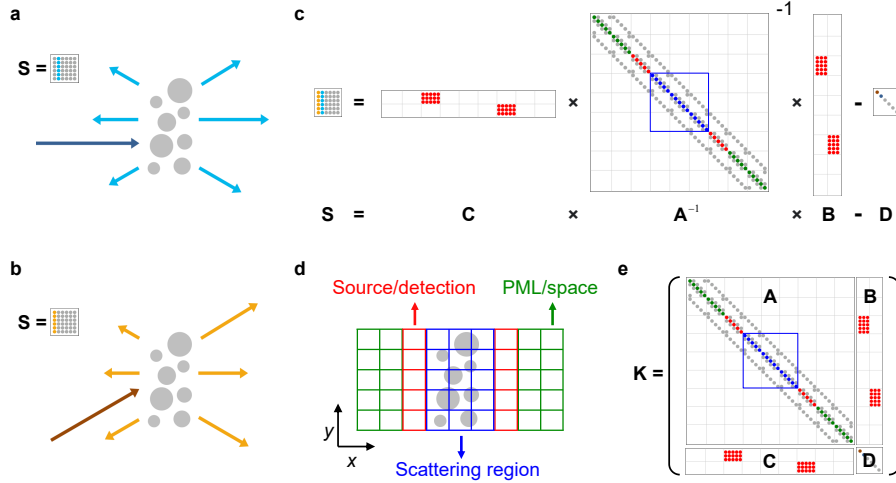 a
S =
b
S =
c
-1
= × × -
S = C × A⁻¹ × B - D
d
Source/detection PML/space
y
x
Scattering region
e
K =
A B
C D